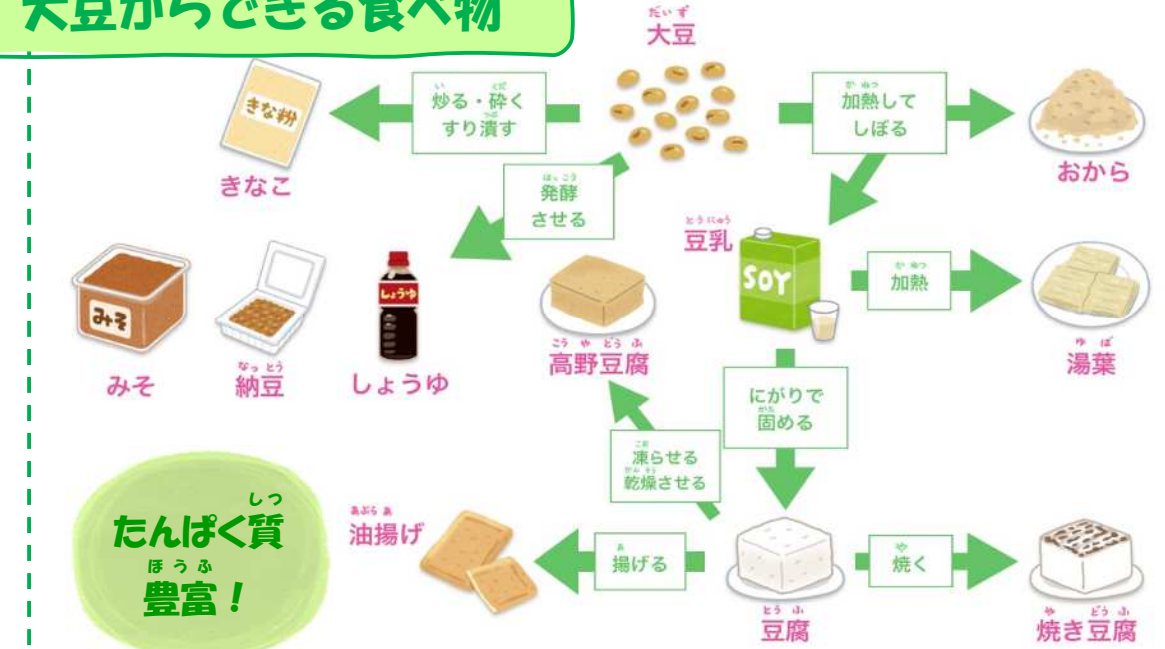 大豆からできる食べ物
だいず
大豆
い くだ
炒る・砕く
つぶ
すり潰す
きな粉
きなこ
か ねつ
加熱して
しぼる
おから
はっこう
発酵
させる
とうにゅう
豆乳
SOY
か ねつ
加熱
ゆ ば
湯葉
みそ
みそ
なっ とう
納豆
しょうゆ
しょうゆ
こう や どう ふ
高野豆腐
にがりで
かた
固める
こお
凍らせる
かん そう
乾燥させる
しつ
たんぱく質
ほうふ
豊富！
あぶら あ
油揚げ
あ
揚げる
とう ふ
豆腐
や
焼く
や どう ふ
焼き豆腐